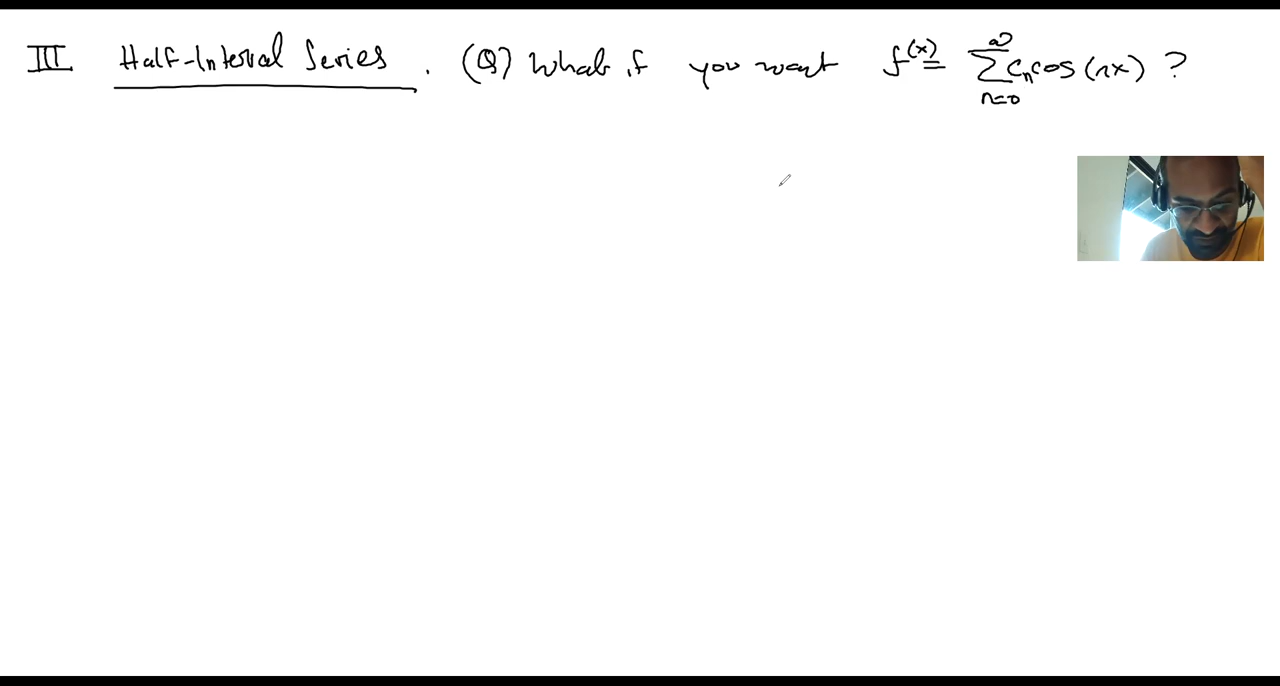 III Half-Interval Series. (Q) What if you want f(x) = ∑_{n=0}^{∞} c_n cos(nx) ?